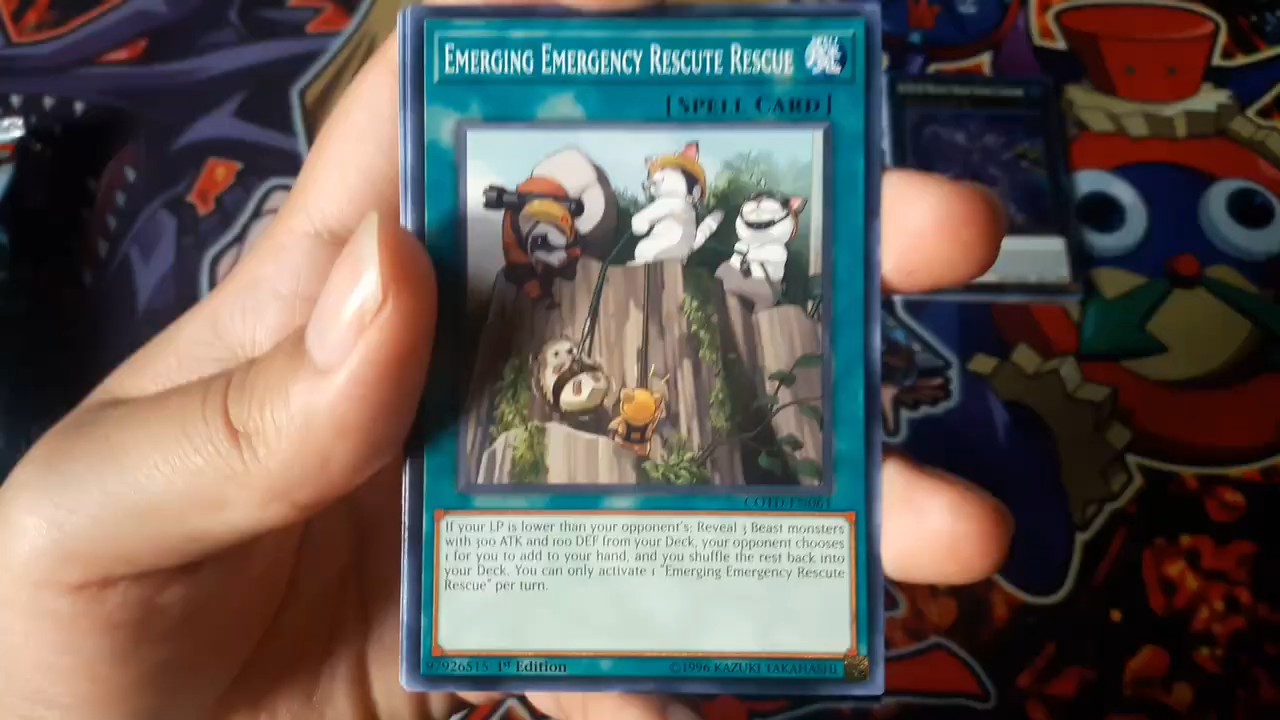 EMERGING EMERGENCY RESCUTE RESCUE
[SPELL CARD]
COTD-EN061
If your LP is lower than your opponent's: Reveal 3 Beast monsters
with 300 ATK and 100 DEF from your Deck, your opponent chooses
1 for you to add to your hand, and you shuffle the rest back into
your Deck. You can only activate 1 "Emerging Emergency Rescute
Rescue" per turn.
97926515 1st Edition
©1996 KAZUKI TAKAHASHI